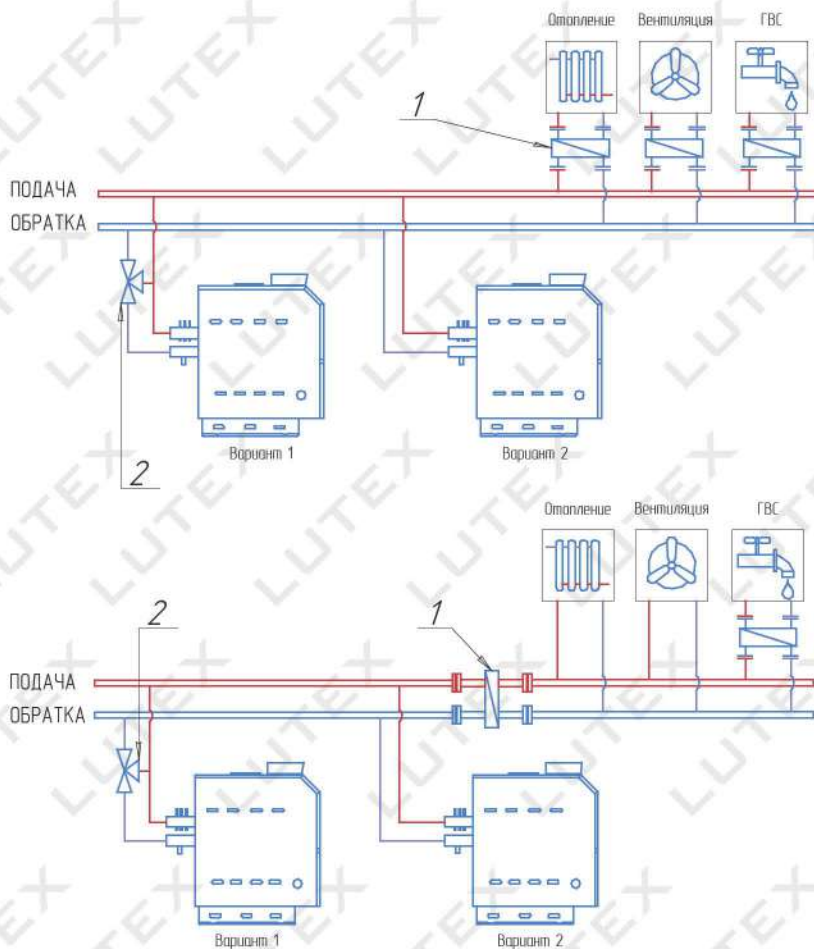 Отопление Вентиляция ГВС
1
ПОДАЧА
ОБРАТКА
2
Вариант 1 Вариант 2
Отопление Вентиляция ГВС
2 1
ПОДАЧА
ОБРАТКА
Вариант 1 Вариант 2
LUTEX